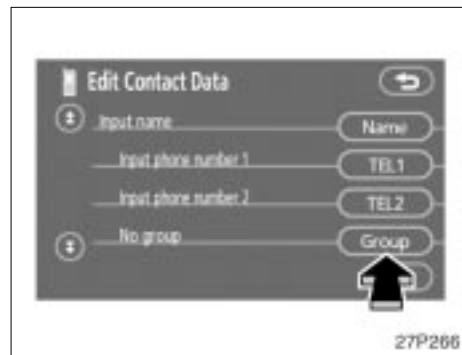 Edit Contact Data
Input name
Name
Input phone number 1
TEL1
Input phone number 2
TEL2
No group
Group
27P266